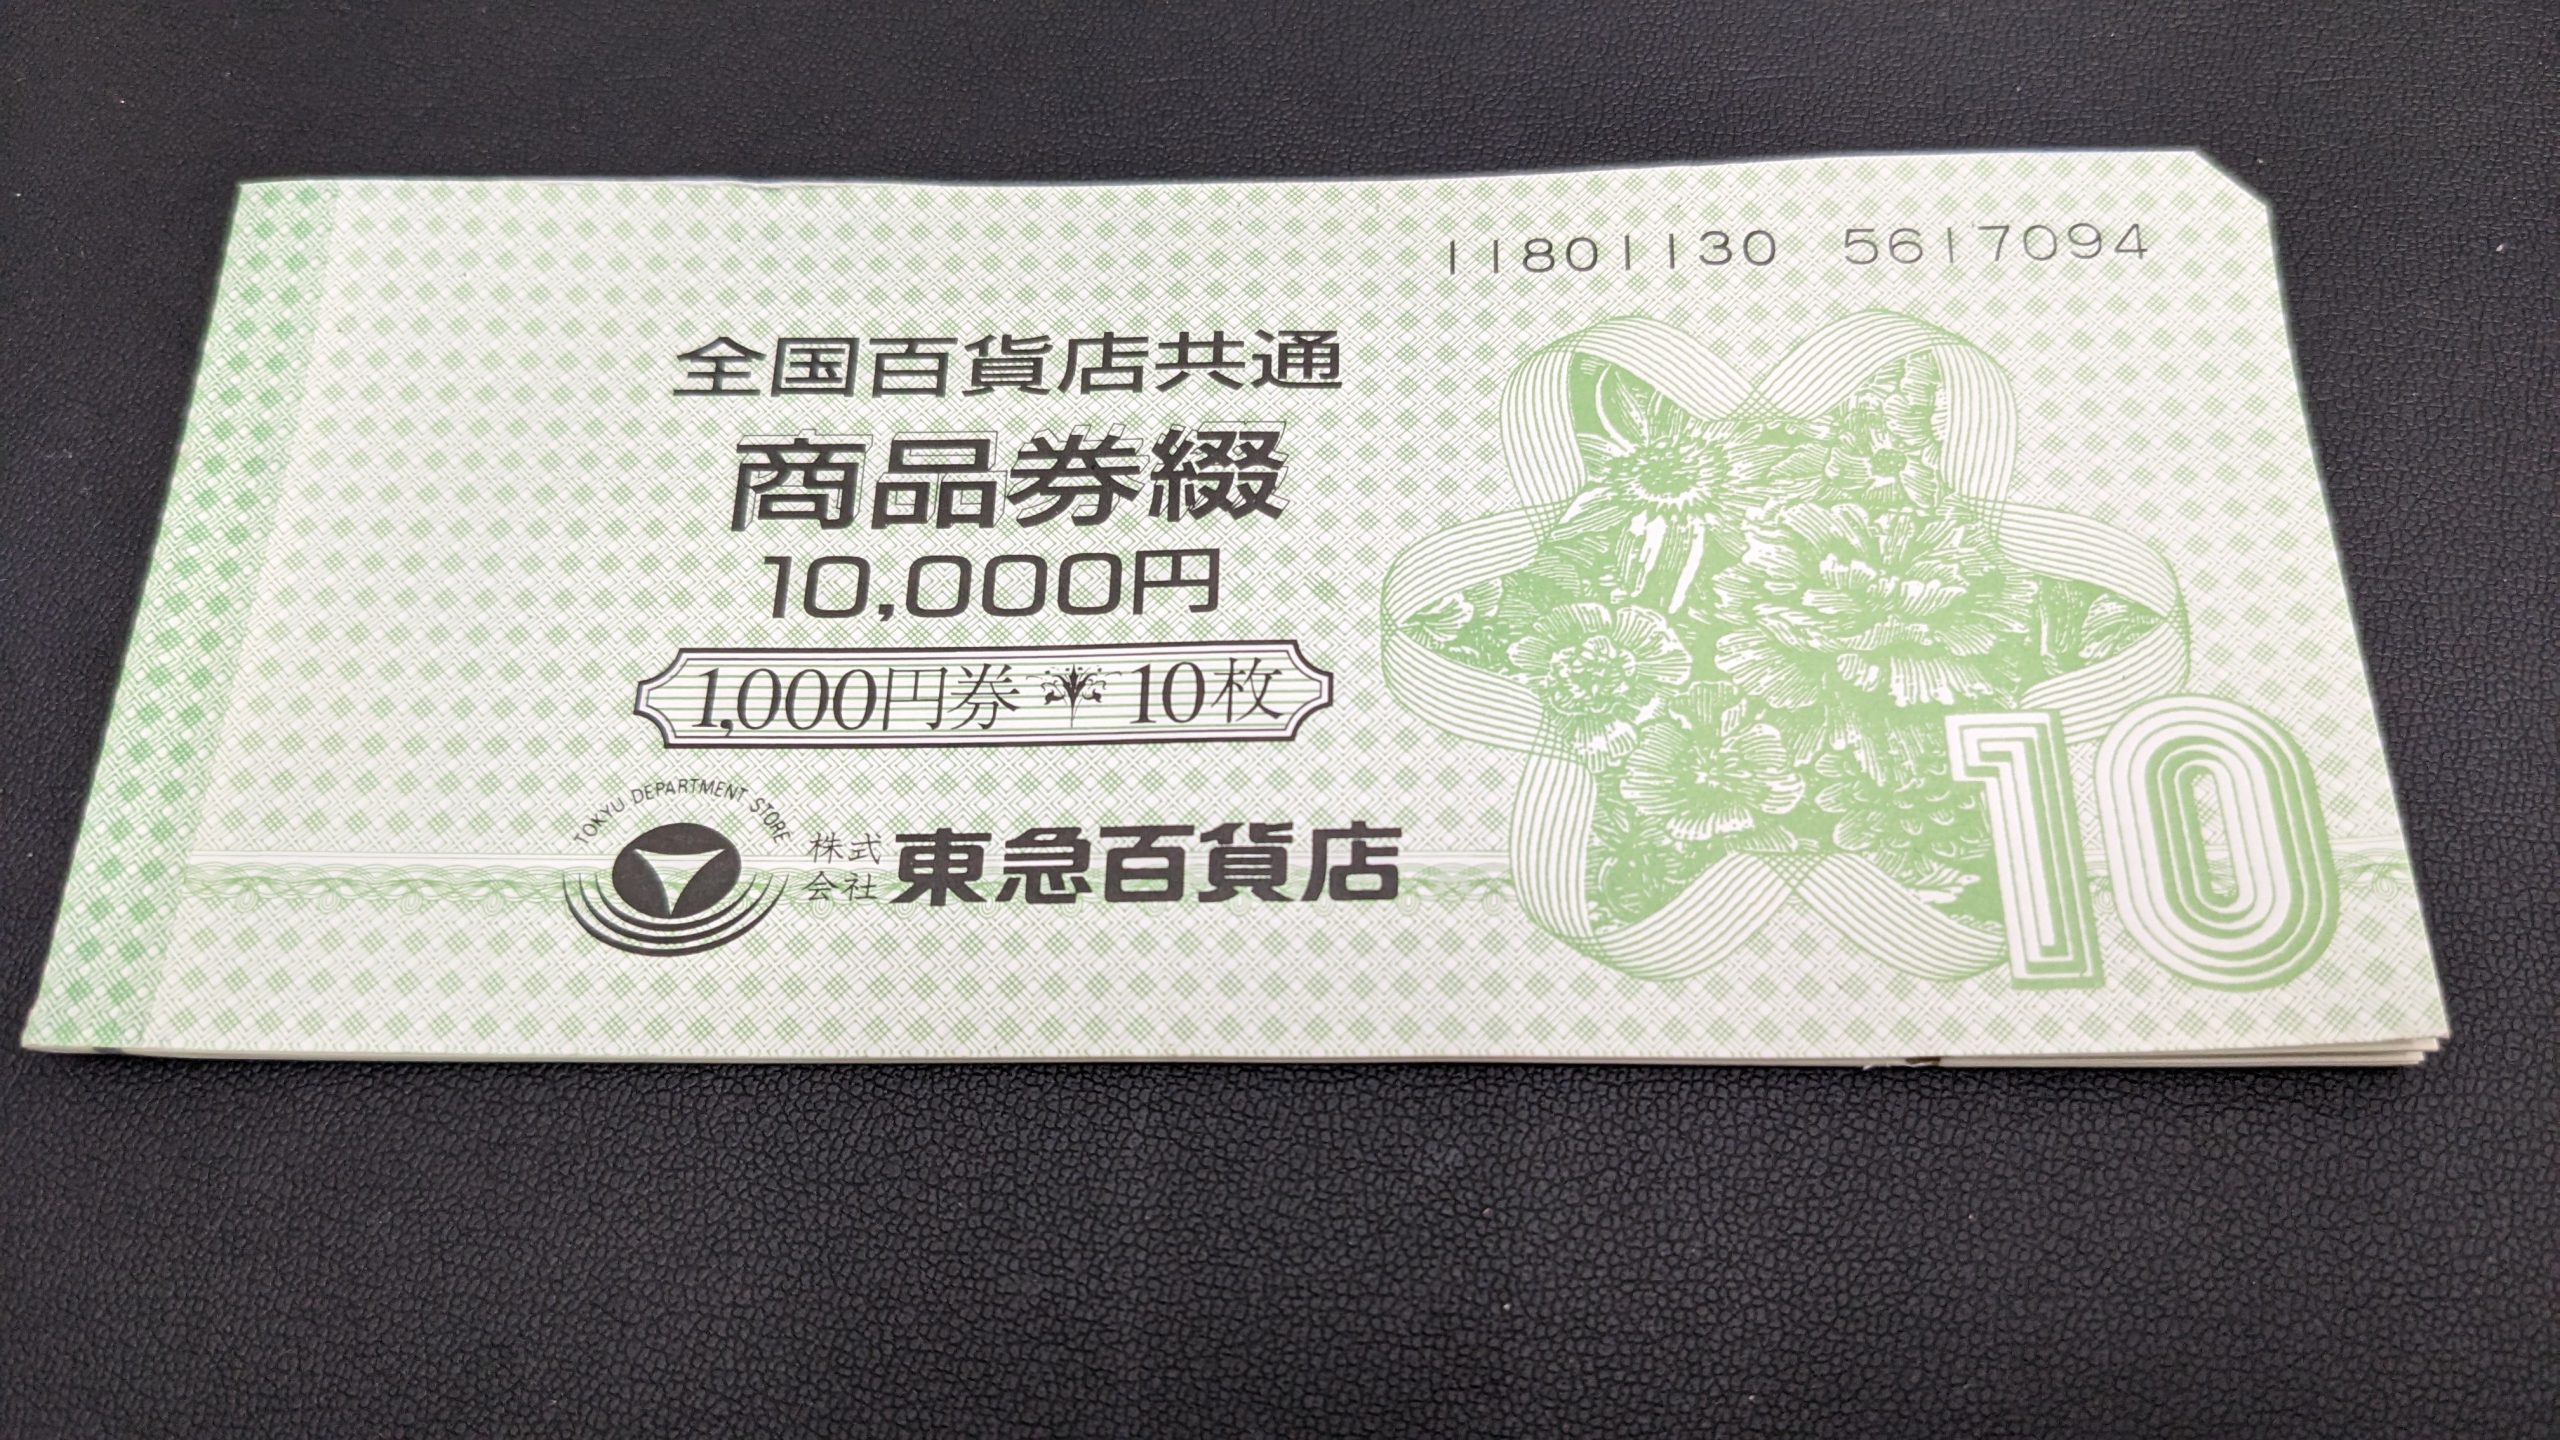 11801130 5617094
全国百貨店共通
商品券綴
10,000円
1,000円券 10枚
TOKYU DEPARTMENT STORE
株式会社 東急百貨店
10